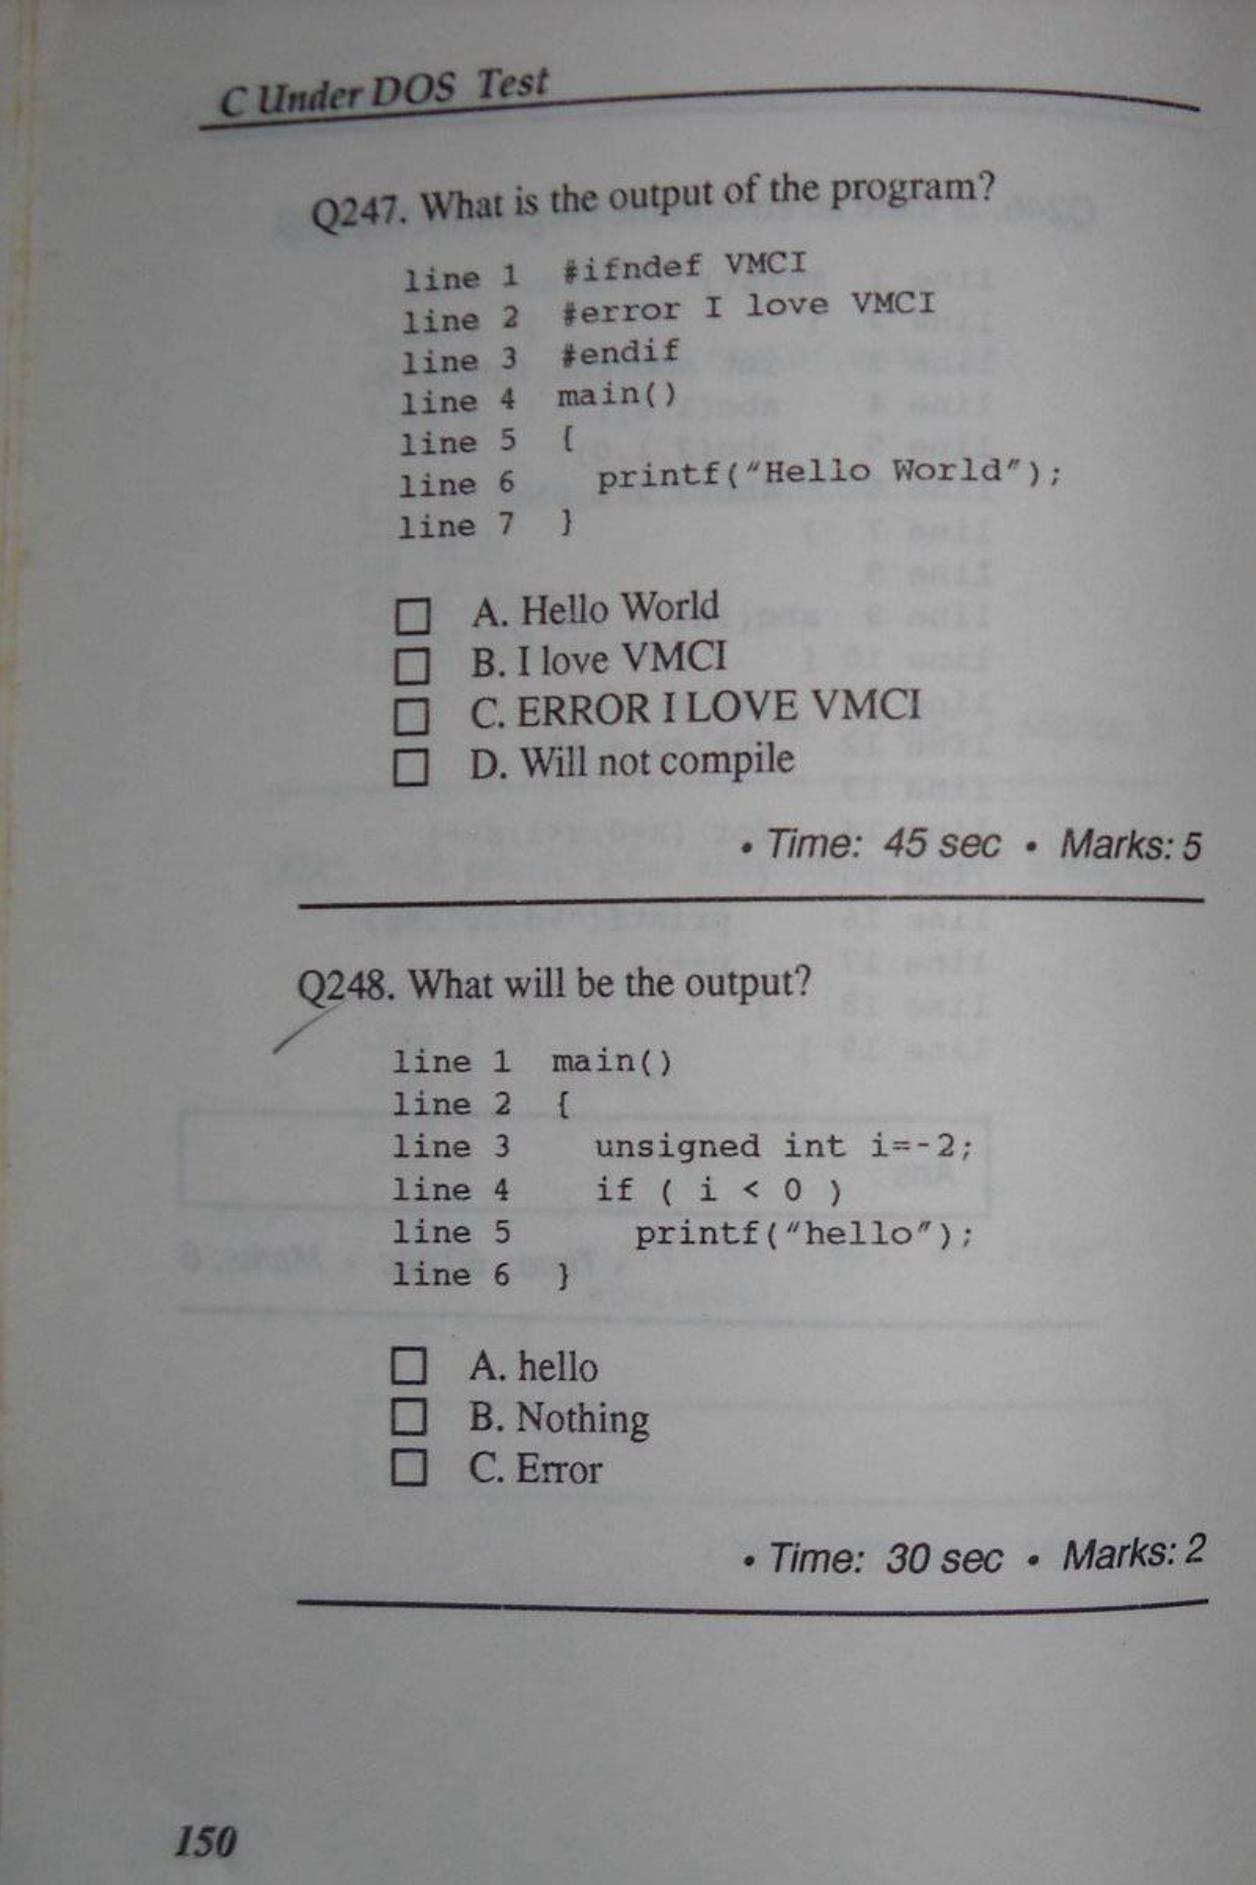 C Under DOS Test
Q247. What is the output of the program?
line 1 #ifndef VMCI
line 2 #error I love VMCI
line 3 #endif
line 4 main()
line 5 {
line 6 printf("Hello World");
line 7 }
A. Hello World
B. I love VMCI
C. ERROR I LOVE VMCI
D. Will not compile
• Time: 45 sec • Marks: 5
Q248. What will be the output?
line 1 main()
line 2 {
line 3 unsigned int i=-2;
line 4 if ( i < 0 )
line 5 printf("hello");
line 6 }
A. hello
B. Nothing
C. Error
• Time: 30 sec • Marks: 2
150